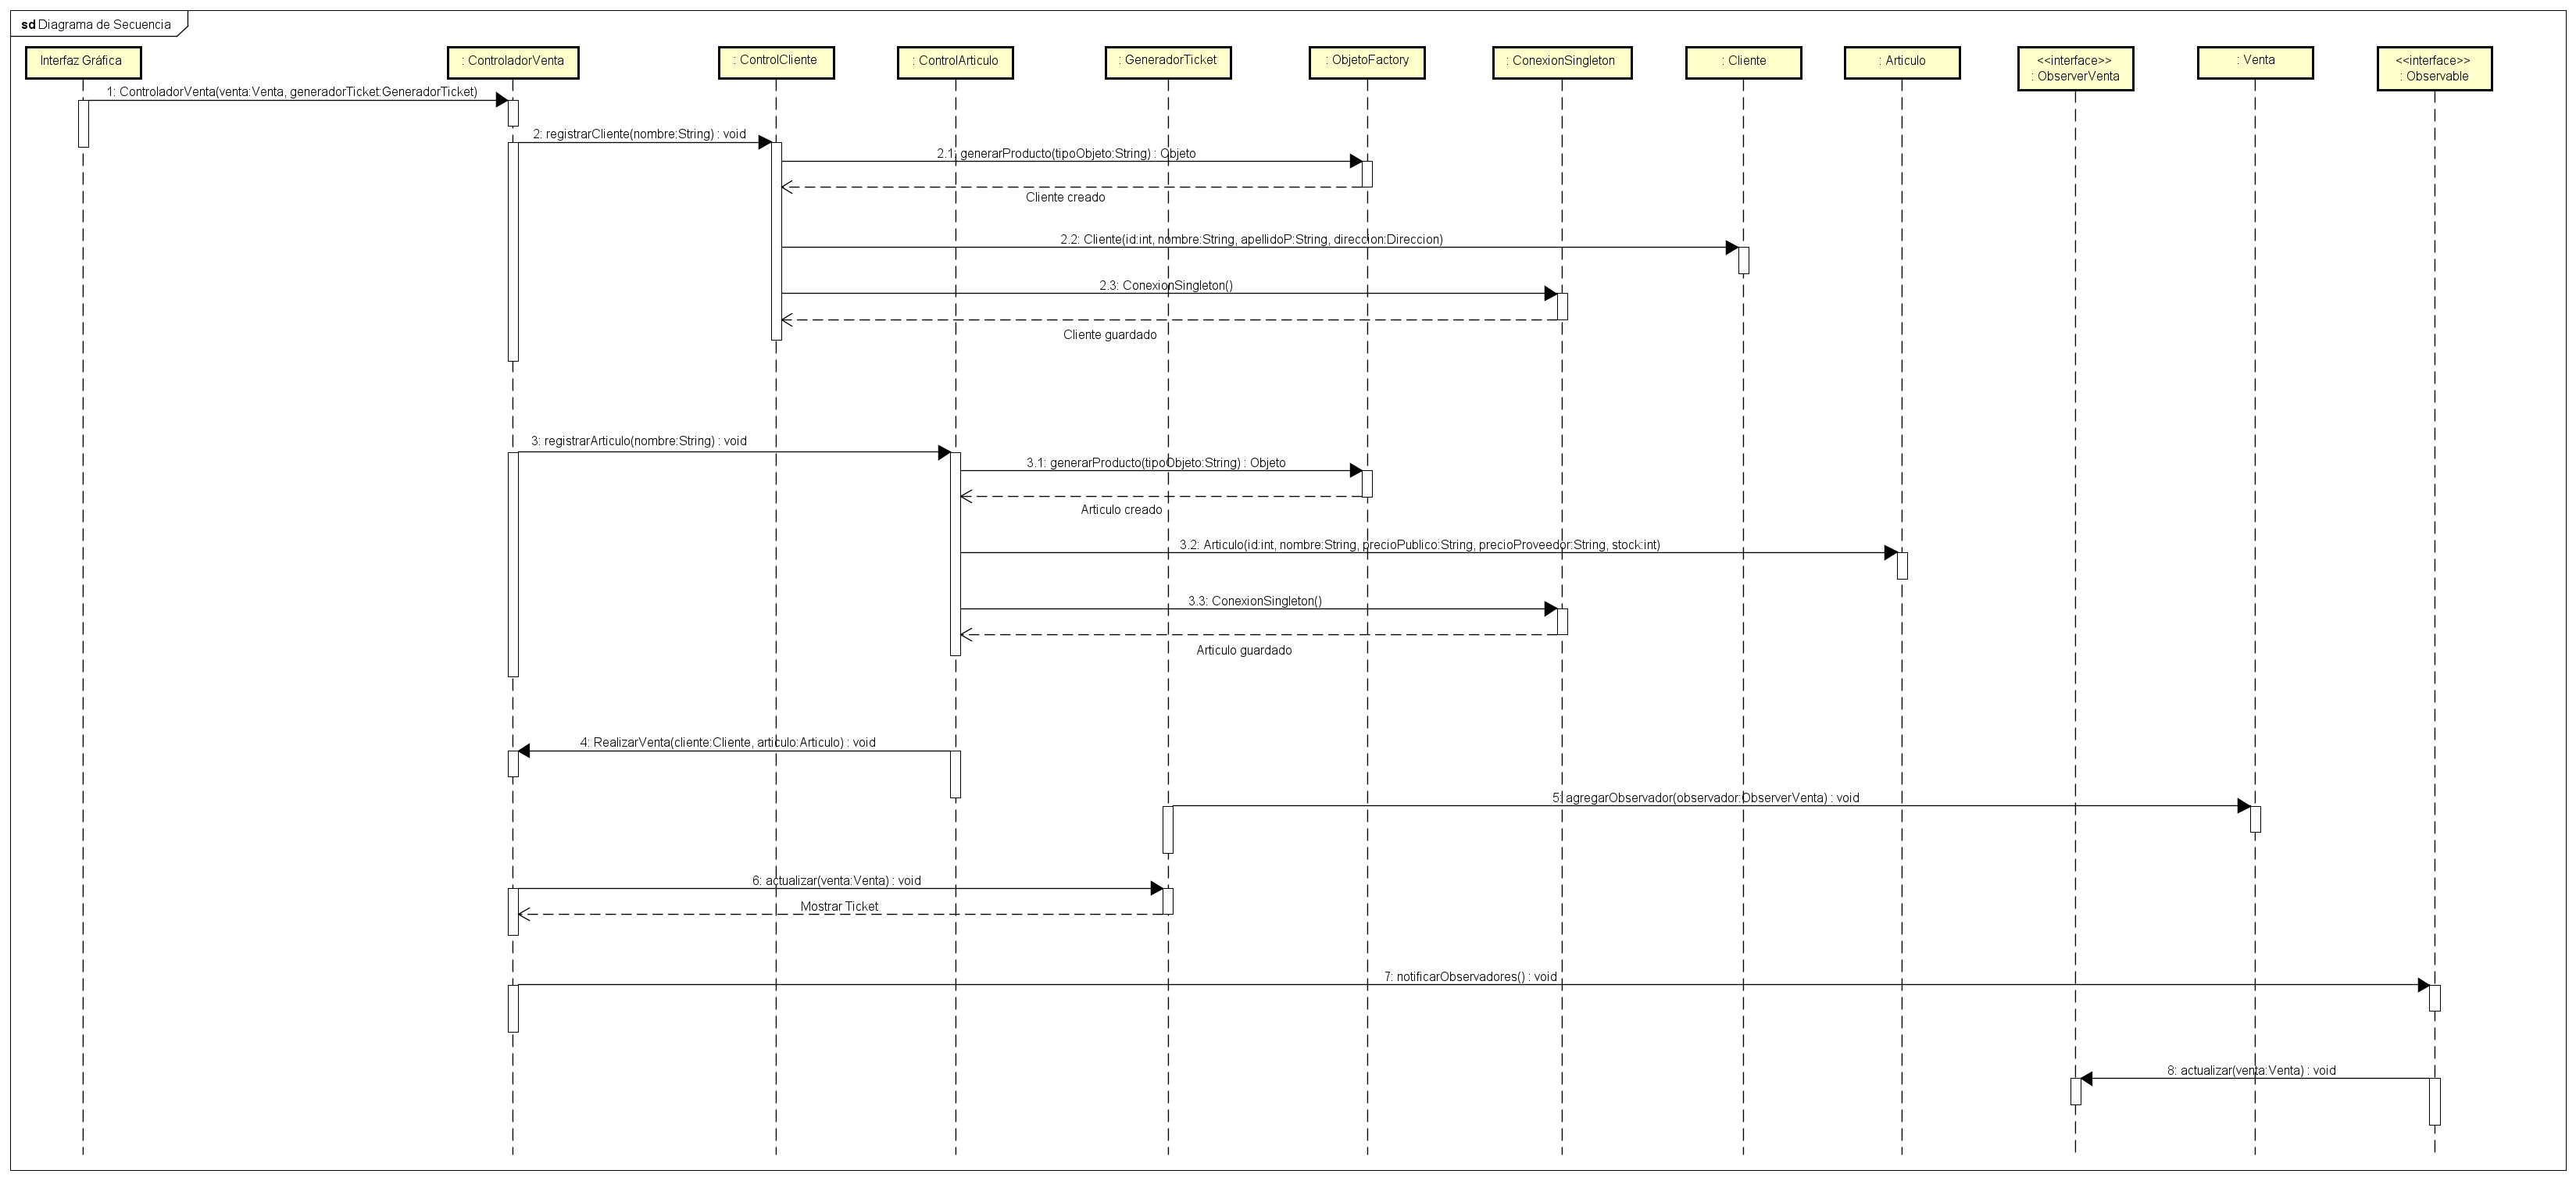 sd Diagrama de Secuencia
Interfaz Gráfica
: ControladorVenta
: ControlCliente
: ControlArticulo
: GeneradorTicket
: ObjetoFactory
: ConexionSingleton
: Cliente
: Articulo
<<interface>>
: ObserverVenta
: Venta
<<interface>>
: Observable
1: ControladorVenta(venta:Venta, generadorTicket:GeneradorTicket)
2: registrarCliente(nombre:String) : void
2.1: generarProducto(tipoObjeto:String) : Objeto
Cliente creado
2.2: Cliente(id:int, nombre:String, apellidoP:String, direccion:Direccion)
2.3: ConexionSingleton()
Cliente guardado
3: registrarArticulo(nombre:String) : void
3.1: generarProducto(tipoObjeto:String) : Objeto
Articulo creado
3.2: Articulo(id:int, nombre:String, precioPublico:String, precioProveedor:String, stock:int)
3.3: ConexionSingleton()
Articulo guardado
4: RealizarVenta(cliente:Cliente, articulo:Articulo) : void
5: agregarObservador(observador:ObserverVenta) : void
6: actualizar(venta:Venta) : void
Mostrar Ticket
7: notificarObservadores() : void
8: actualizar(venta:Venta) : void